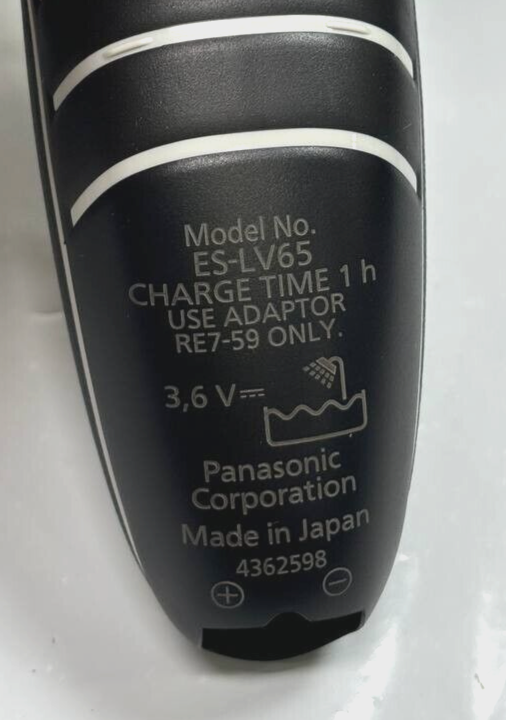 Model No.
ES-LV65
CHARGE TIME 1 h
USE ADAPTOR
RE7-59 ONLY.
3,6 V⎓
Panasonic
Corporation
Made in Japan
4362598
+ −